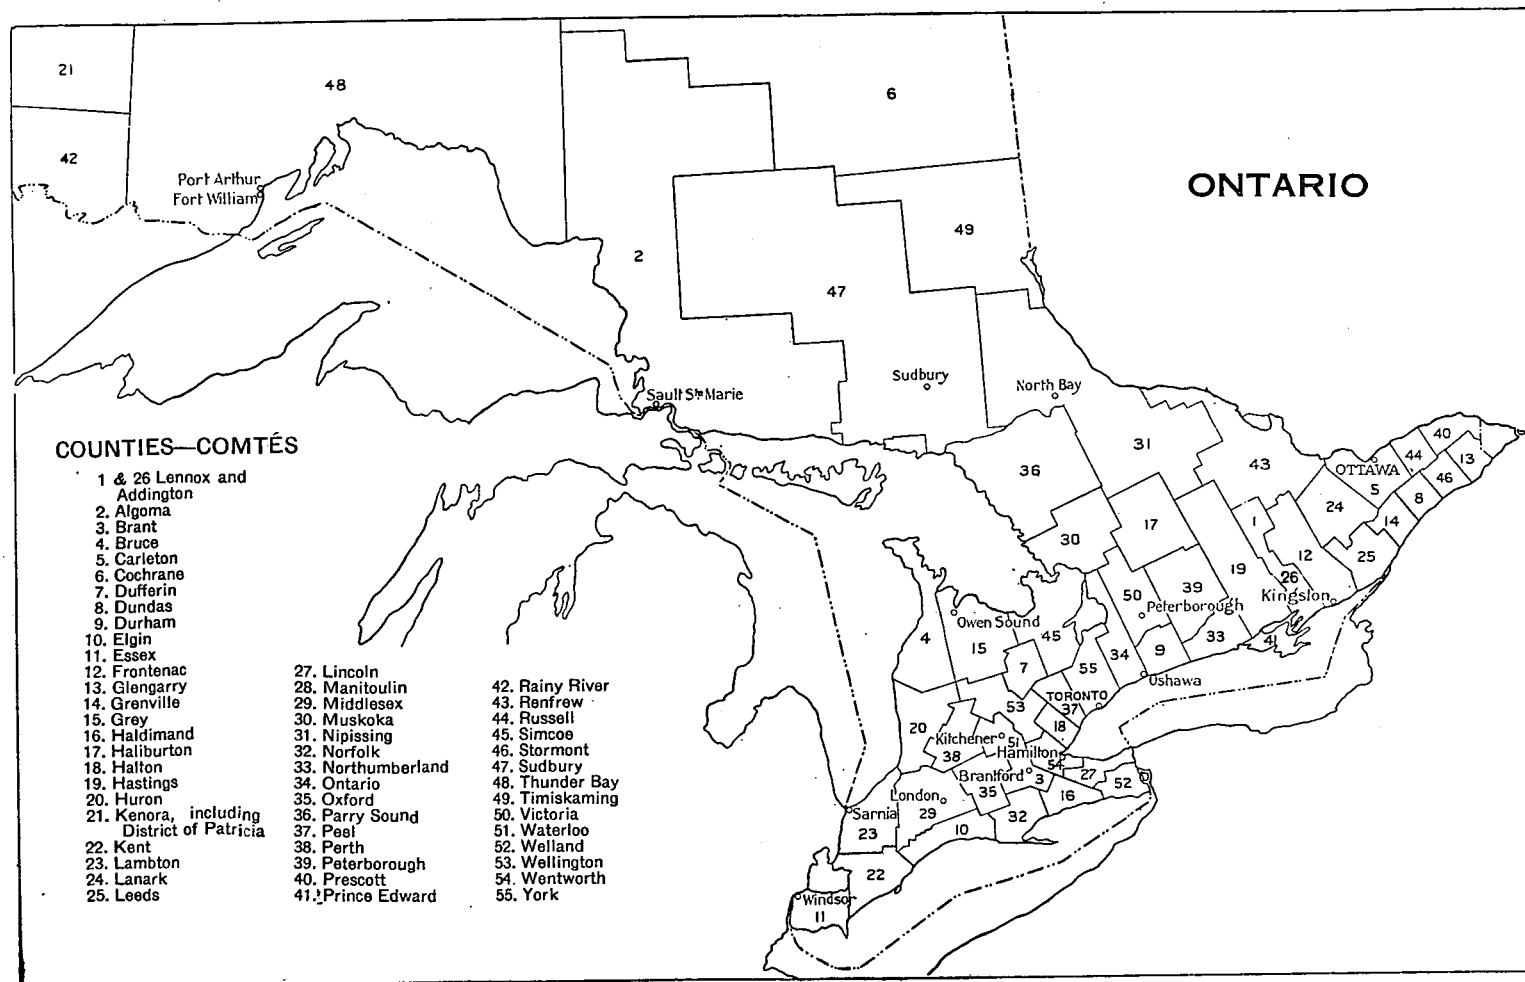 ONTARIO
21
48
6
42
Port Arthur
Fort William
2
47
49
Sudbury
North Bay
Sault Ste Marie
31
36
43
40
OTTAWA
44
13
5
46
8
24
14
17
1
30
12
25
19
26
50
39
Kingston
Peterborough
Owen Sound
4
15
45
33
41
7
55
34
9
Oshawa
TORONTO
53
37
20
18
Kitchener
51
38
Hamilton
54
Brantford
3
27
52
35
16
London
Sarnia
29
32
23
10
22
Windsor
11
COUNTIES—COMTÉS
1 & 26 Lennox and
Addington
2. Algoma
3. Brant
4. Bruce
5. Carleton
6. Cochrane
7. Dufferin
8. Dundas
9. Durham
10. Elgin
11. Essex
12. Frontenac
13. Glengarry
14. Grenville
15. Grey
16. Haldimand
17. Haliburton
18. Halton
19. Hastings
20. Huron
21. Kenora, including
District of Patricia
22. Kent
23. Lambton
24. Lanark
25. Leeds
27. Lincoln
28. Manitoulin
29. Middlesex
30. Muskoka
31. Nipissing
32. Norfolk
33. Northumberland
34. Ontario
35. Oxford
36. Parry Sound
37. Peel
38. Perth
39. Peterborough
40. Prescott
41. Prince Edward
42. Rainy River
43. Renfrew
44. Russell
45. Simcoe
46. Stormont
47. Sudbury
48. Thunder Bay
49. Timiskaming
50. Victoria
51. Waterloo
52. Welland
53. Wellington
54. Wentworth
55. York